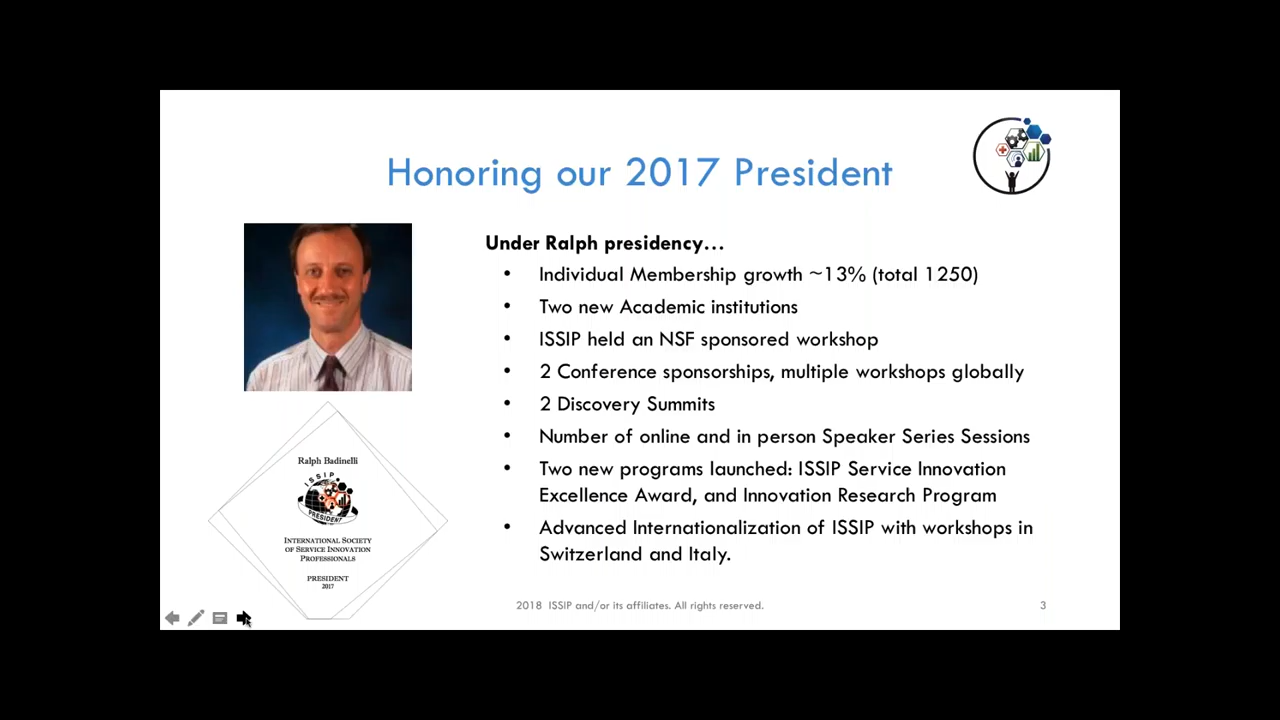 Honoring our 2017 President
Under Ralph presidency…
• Individual Membership growth ~13% (total 1250)
• Two new Academic institutions
• ISSIP held an NSF sponsored workshop
• 2 Conference sponsorships, multiple workshops globally
• 2 Discovery Summits
• Number of online and in person Speaker Series Sessions
• Two new programs launched: ISSIP Service Innovation
Excellence Award, and Innovation Research Program
• Advanced Internationalization of ISSIP with workshops in
Switzerland and Italy.
Ralph Badinelli
ISSIP
PRESIDENT
INTERNATIONAL SOCIETY
OF SERVICE INNOVATION
PROFESSIONALS
PRESIDENT
2017
2018 ISSIP and/or its affiliates. All rights reserved.
3